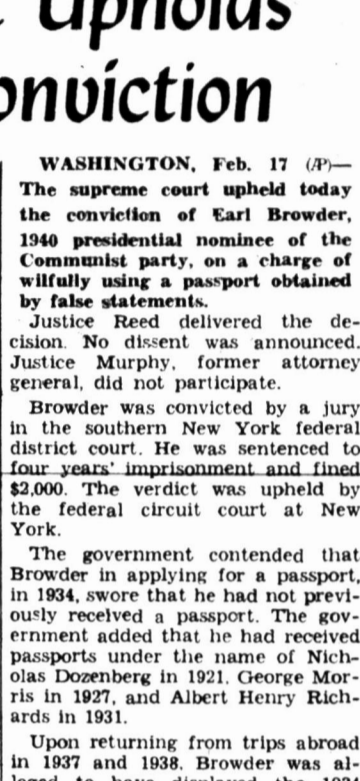 Upholds
onviction
WASHINGTON, Feb. 17 (AP)—
The supreme court upheld today
the conviction of Earl Browder,
1940 presidential nominee of the
Communist party, on a charge of
wilfully using a passport obtained
by false statements.
Justice Reed delivered the de-
cision. No dissent was announced.
Justice Murphy, former attorney
general, did not participate.
Browder was convicted by a jury
in the southern New York federal
district court. He was sentenced to
four years' imprisonment and fined
$2,000. The verdict was upheld by
the federal circuit court at New
York.
The government contended that
Browder in applying for a passport,
in 1934, swore that he had not previ-
ously received a passport. The gov-
ernment added that he had received
passports under the name of Nich-
olas Dozenberg in 1921, George Mor-
ris in 1927, and Albert Henry Rich-
ards in 1931.
Upon returning from trips abroad
in 1937 and 1938, Browder was al-